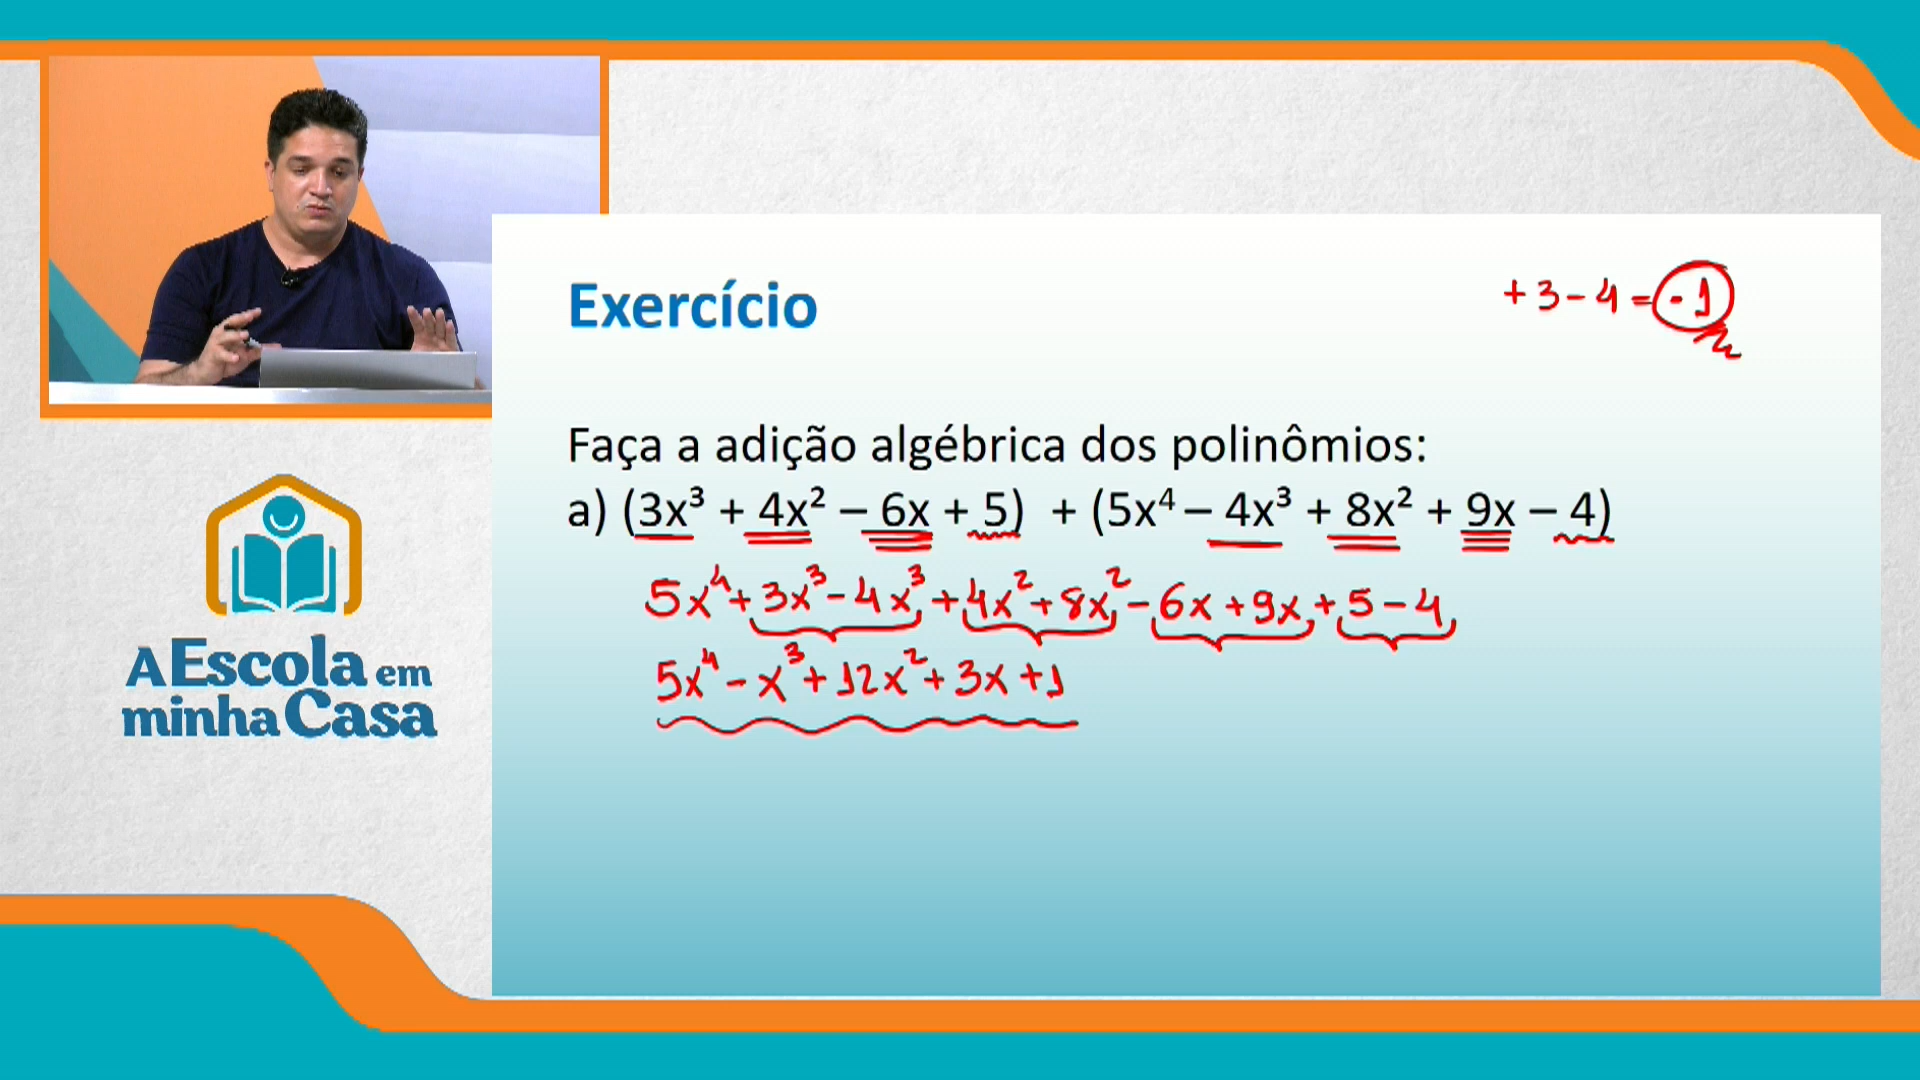 Exercício
+ 3 - 4 = - 1
Faça a adição algébrica dos polinômios:
a) (3x³ + 4x² – 6x + 5) + (5x⁴ – 4x³ + 8x² + 9x – 4)
5x⁴ + 3x³ - 4x³ + 4x² + 8x² - 6x + 9x + 5 - 4
5x⁴ - x³ + 12x² + 3x + 1
A Escola em
minha Casa